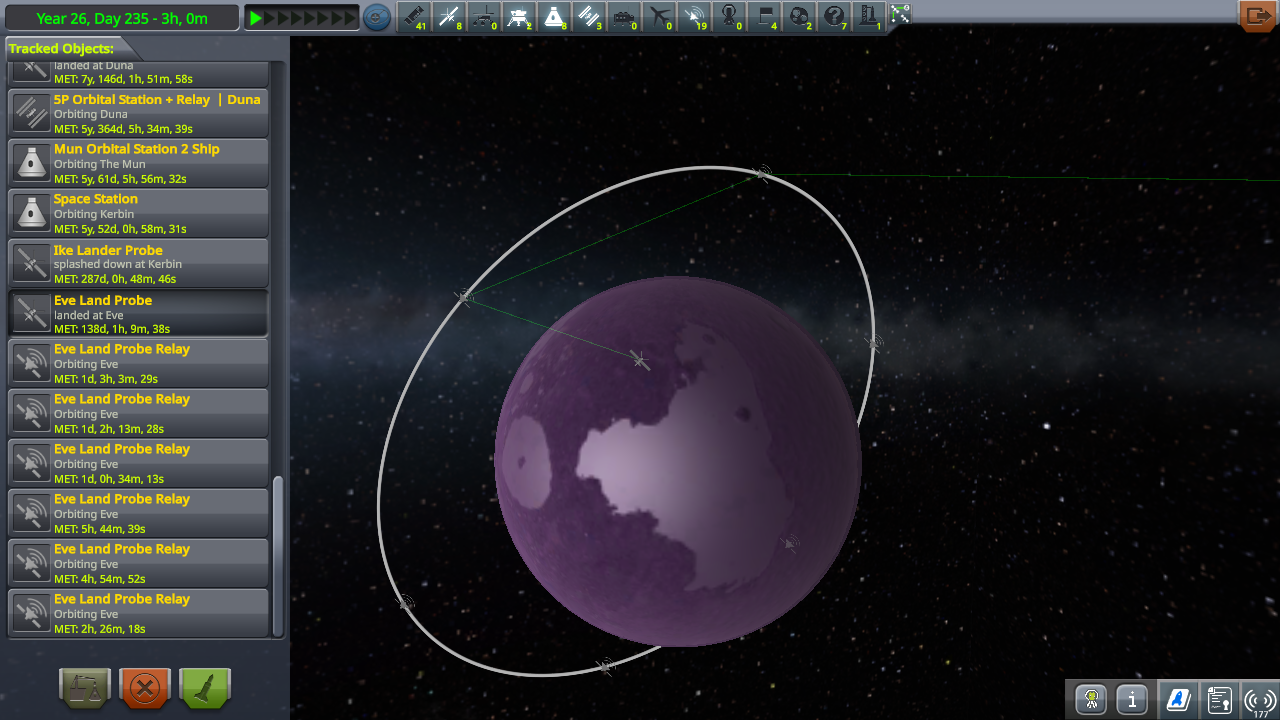 Year 26, Day 235 - 3h, 0m
41
8
0
2
8
3
0
0
19
0
4
2
7
1
Tracked Objects:
landed at Duna
MET: 7y, 146d, 1h, 51m, 58s
5P Orbital Station + Relay | Duna
Orbiting Duna
MET: 5y, 364d, 5h, 34m, 39s
Mun Orbital Station 2 Ship
Orbiting The Mun
MET: 5y, 61d, 5h, 56m, 32s
Space Station
Orbiting Kerbin
MET: 5y, 52d, 0h, 58m, 31s
Ike Lander Probe
splashed down at Kerbin
MET: 287d, 0h, 48m, 46s
Eve Land Probe
landed at Eve
MET: 138d, 1h, 9m, 38s
Eve Land Probe Relay
Orbiting Eve
MET: 1d, 3h, 3m, 29s
Eve Land Probe Relay
Orbiting Eve
MET: 1d, 2h, 13m, 28s
Eve Land Probe Relay
Orbiting Eve
MET: 1d, 0h, 34m, 13s
Eve Land Probe Relay
Orbiting Eve
MET: 5h, 44m, 39s
Eve Land Probe Relay
Orbiting Eve
MET: 4h, 54m, 52s
Eve Land Probe Relay
Orbiting Eve
MET: 2h, 26m, 18s
177